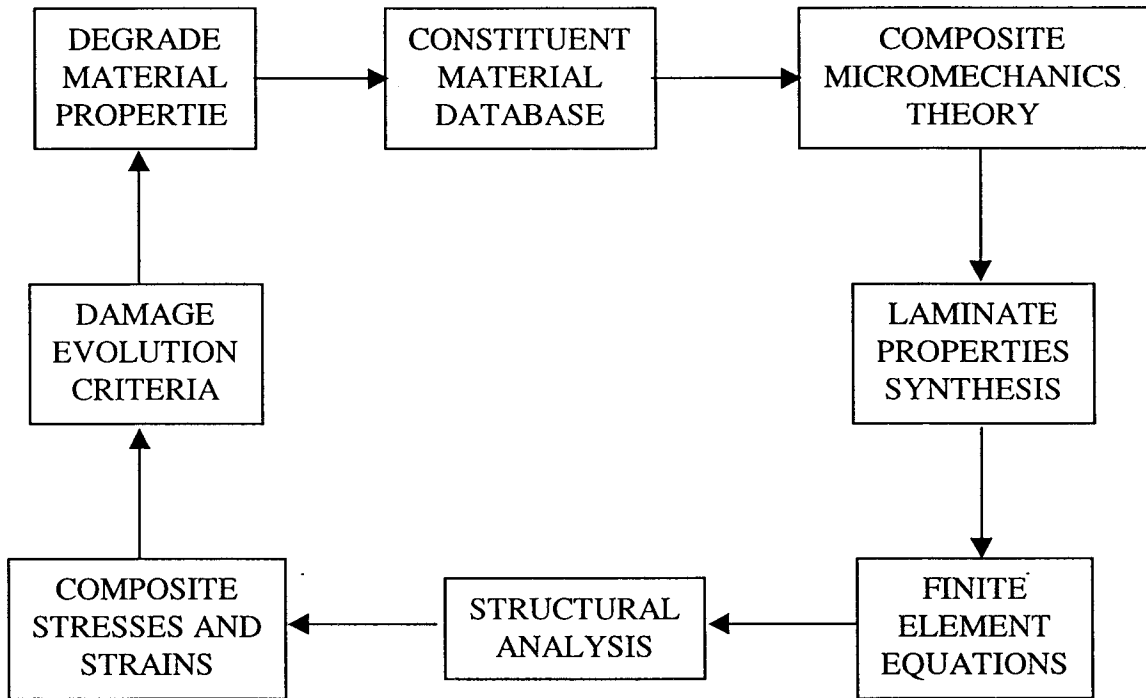 DEGRADE
MATERIAL
PROPERTIE
CONSTITUENT
MATERIAL
DATABASE
COMPOSITE
MICROMECHANICS
THEORY
DAMAGE
EVOLUTION
CRITERIA
LAMINATE
PROPERTIES
SYNTHESIS
COMPOSITE
STRESSES AND
STRAINS
STRUCTURAL
ANALYSIS
FINITE
ELEMENT
EQUATIONS